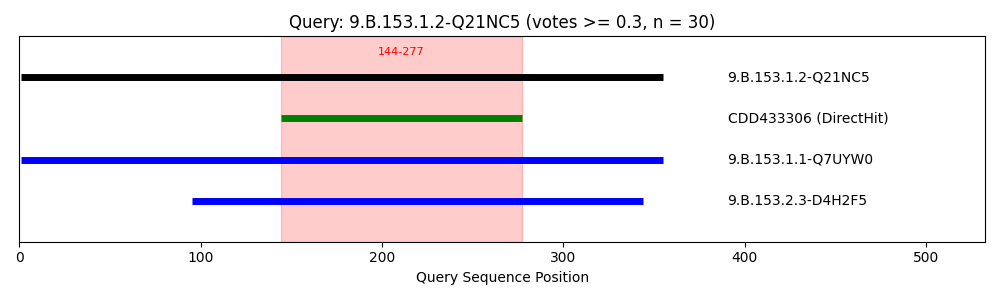 Query: 9.B.153.1.2-Q21NC5 (votes >= 0.3, n = 30)
144-277
9.B.153.1.2-Q21NC5
CDD433306 (DirectHit)
9.B.153.1.1-Q7UYW0
9.B.153.2.3-D4H2F5
0 100 200 300 400 500
Query Sequence Position